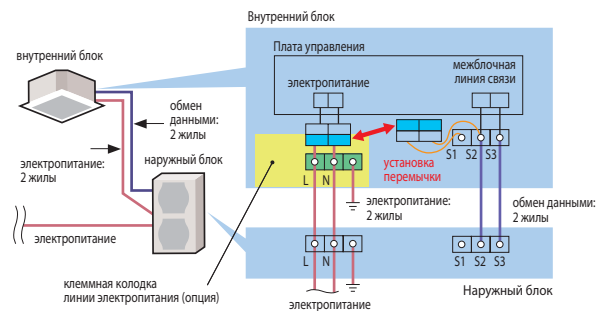 Внутренний блок
Плата управления
внутренний блок
электропитание
межблочная
линия связи
обмен
данными:
2 жилы
электропитание:
2 жилы
наружный блок
установка
перемычки
S1 S2 S3
L N
электропитание:
2 жилы
обмен данными:
2 жилы
электропитание
L N
S1 S2 S3
клеммная колодка
линии электропитания (опция)
Наружный блок
электропитание